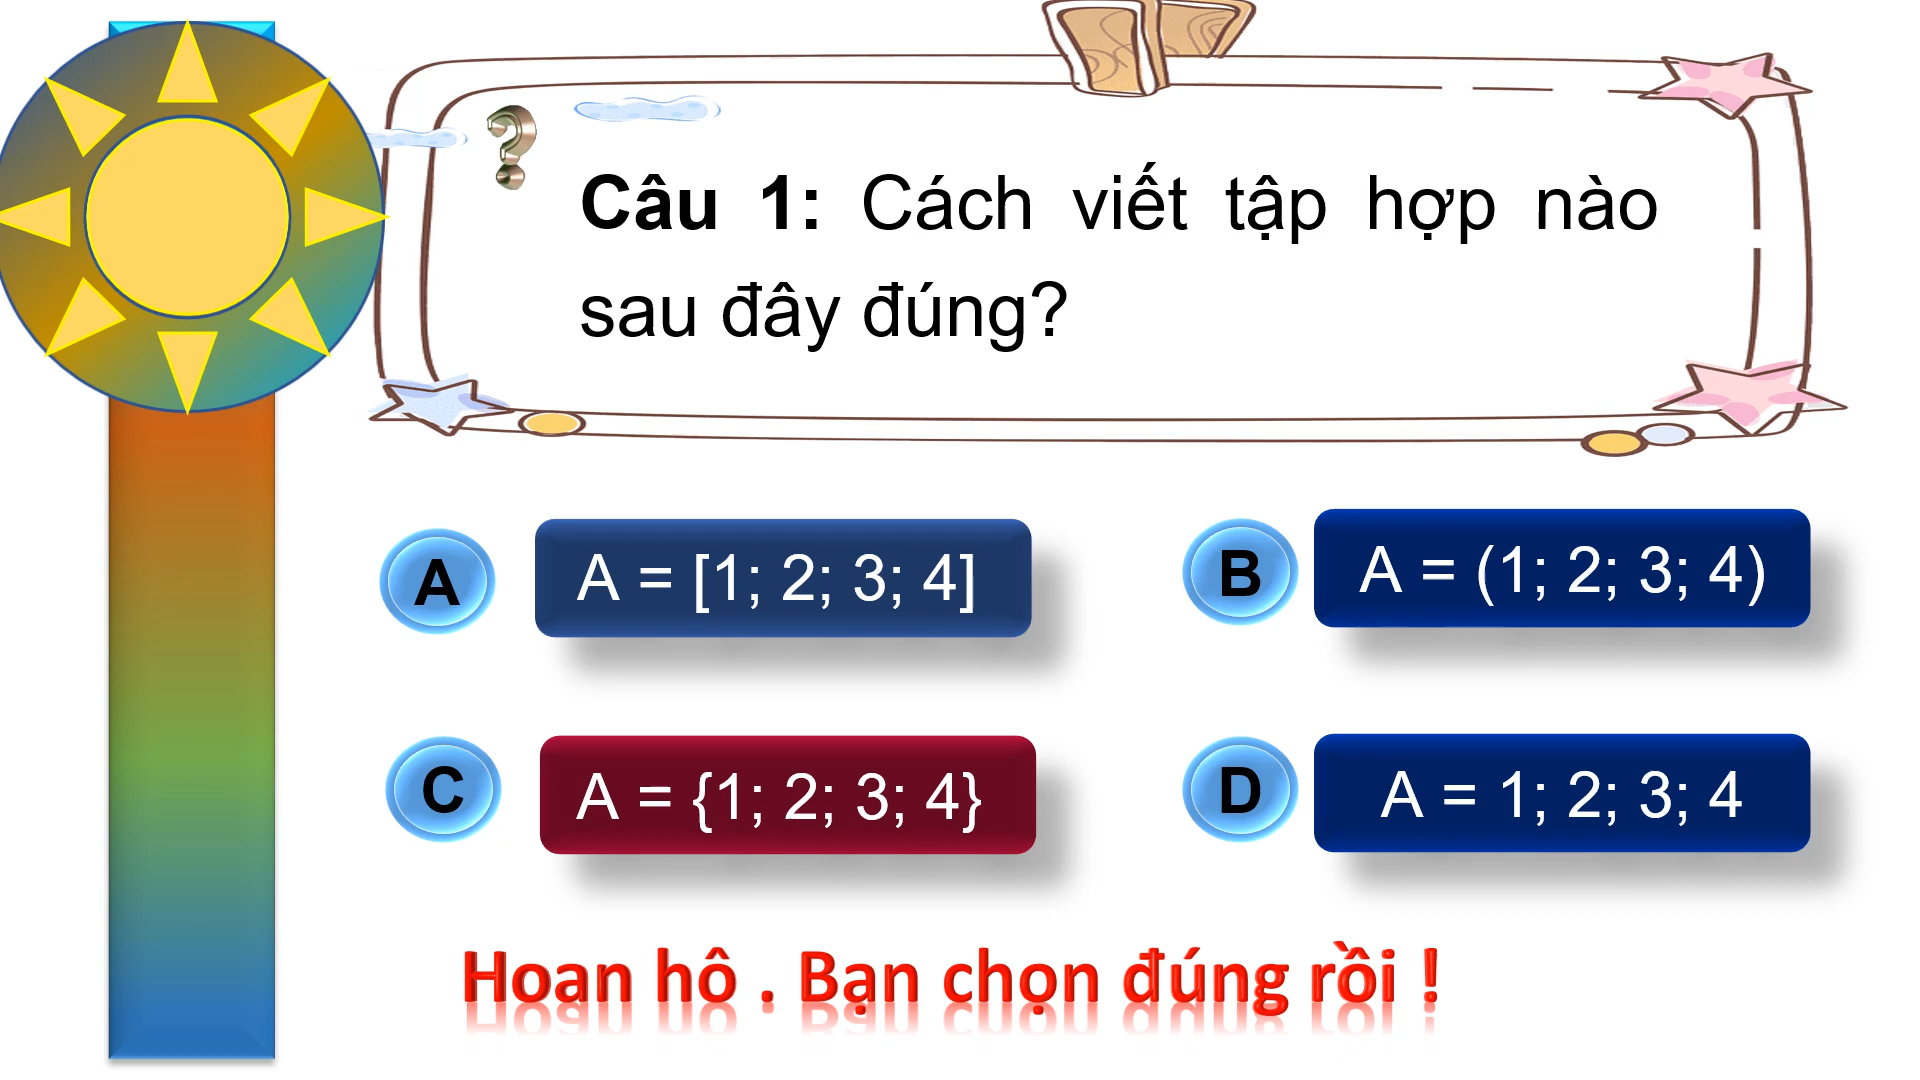 Câu 1: Cách viết tập hợp nào
sau đây đúng?
A
A = [1; 2; 3; 4]
B
A = (1; 2; 3; 4)
C
A = {1; 2; 3; 4}
D
A = 1; 2; 3; 4
Hoan hô . Bạn chọn đúng rồi !